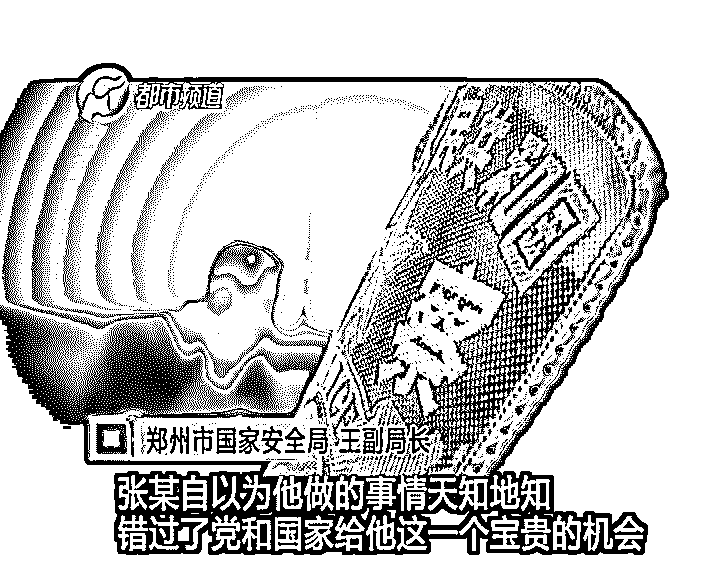 都市频道
郑州市国家安全局 王副局长
张某自以为他做的事情天知地知
错过了党和国家给他这一个宝贵的机会